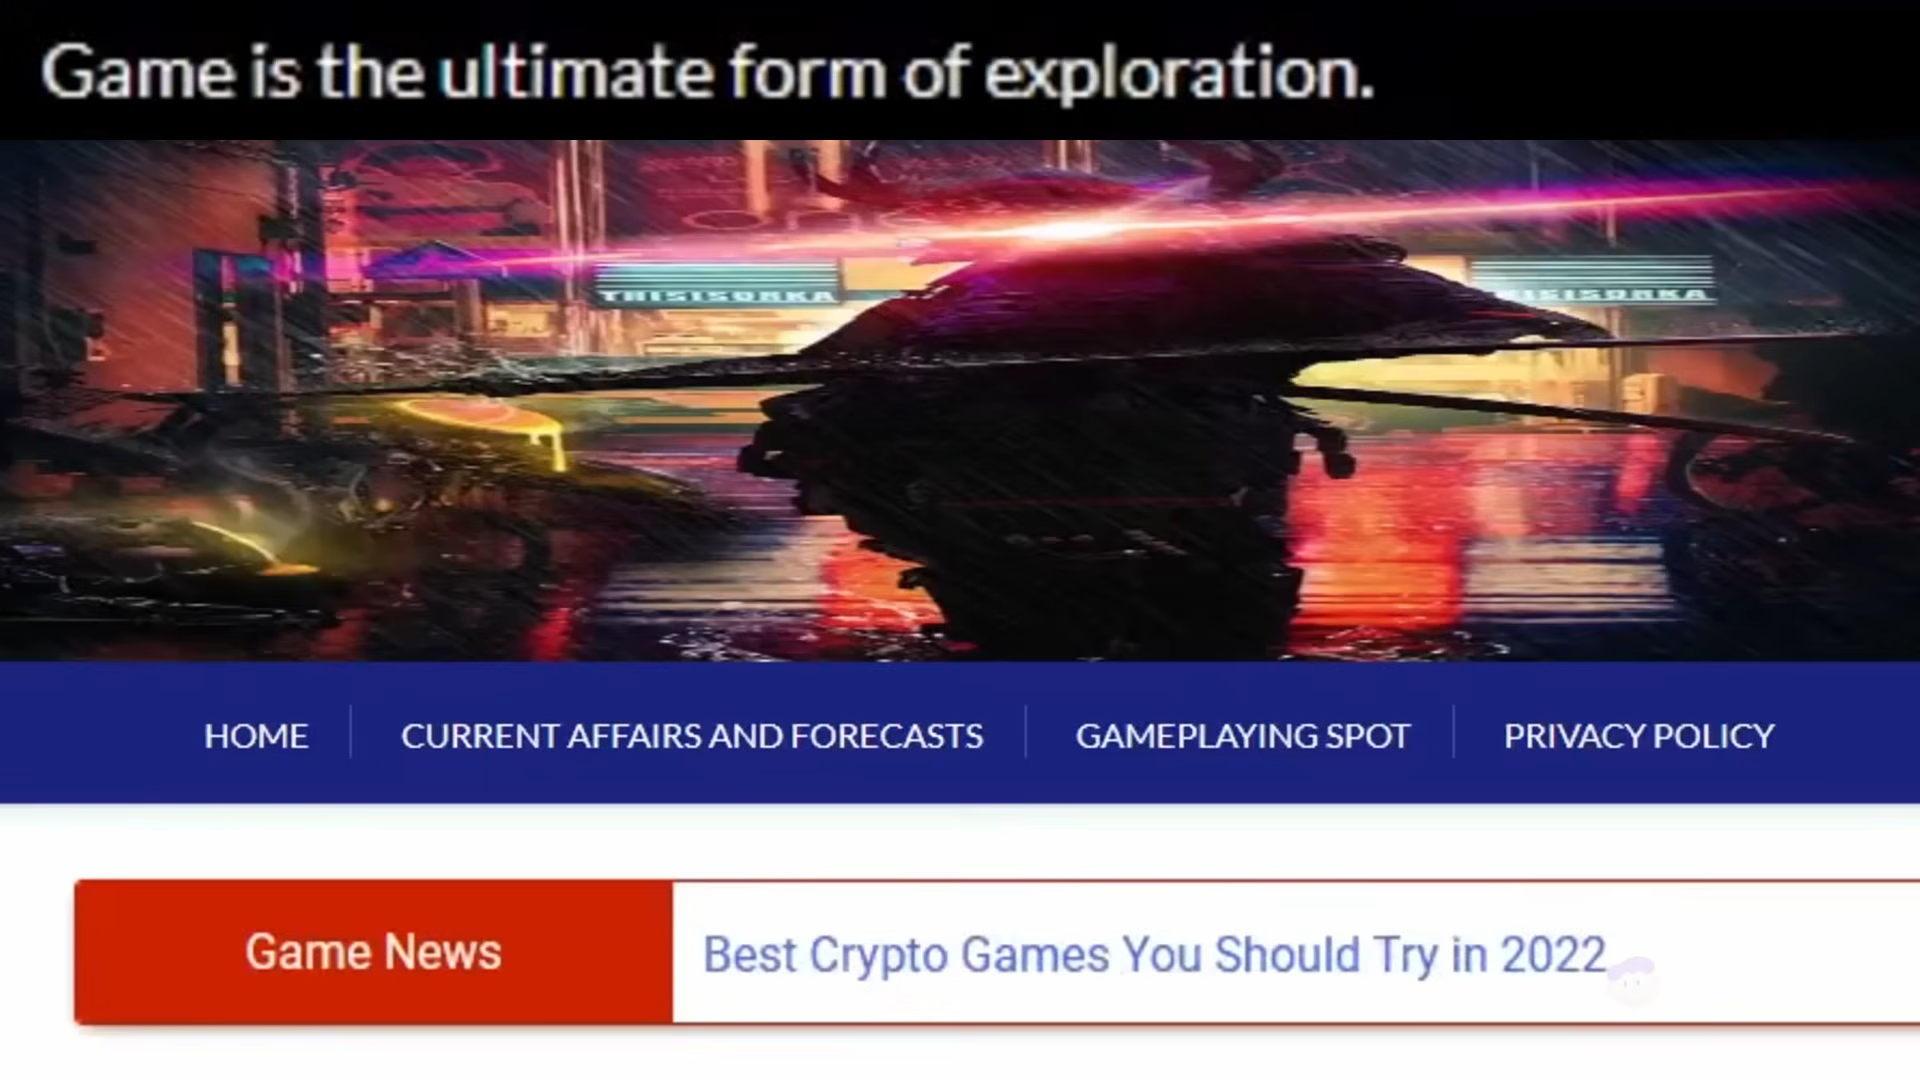 Game is the ultimate form of exploration.
THISISOBKA
HOME
CURRENT AFFAIRS AND FORECASTS
GAMEPLAYING SPOT
PRIVACY POLICY
Game News
Best Crypto Games You Should Try in 2022